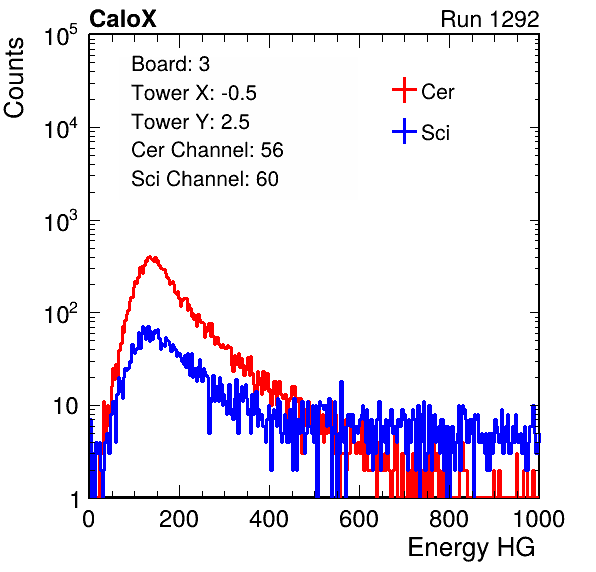 CaloX Run 1292
Counts
Board: 3
Tower X: -0.5
Tower Y: 2.5
Cer Channel: 56
Sci Channel: 60
Cer
Sci
10^5
10^4
10^3
10^2
10
1
0 200 400 600 800 1000
Energy HG